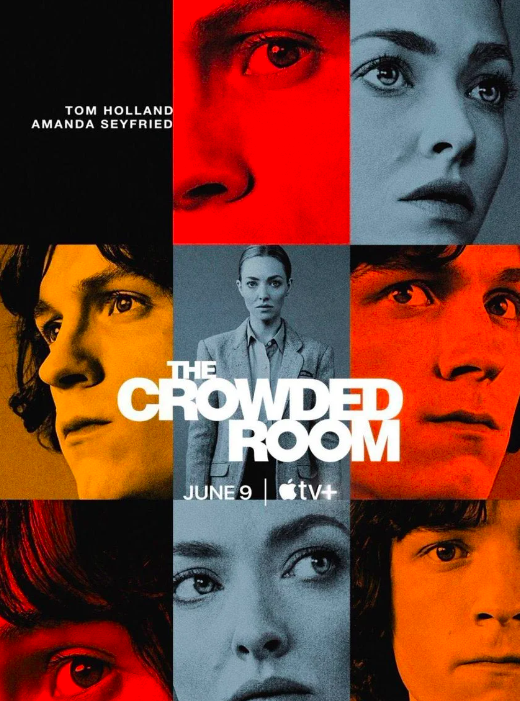 TOM HOLLAND
AMANDA SEYFRIED
THE
CROWDED
ROOM
JUNE 9 | tv+